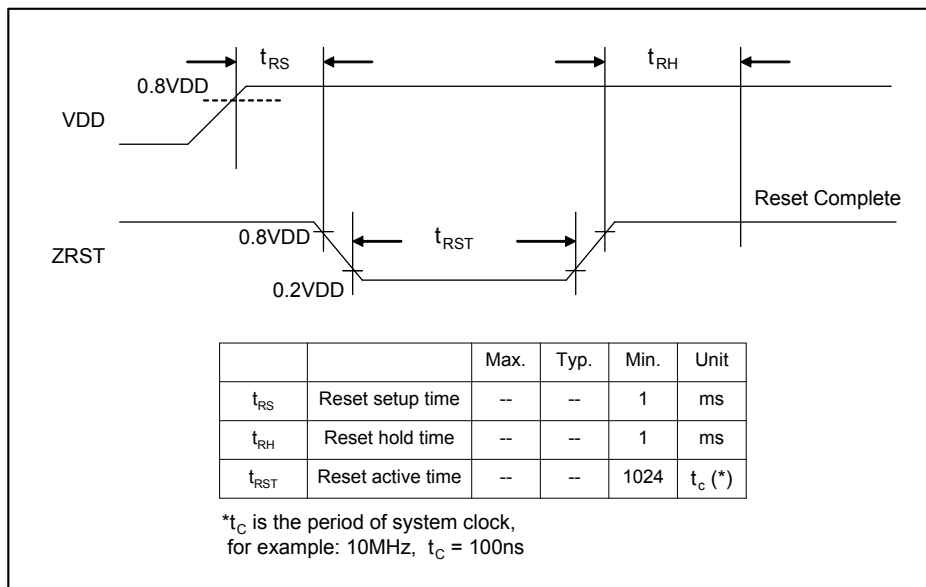 tRS
tRH
0.8VDD
VDD
Reset Complete
0.8VDD
tRST
ZRST
0.2VDD
Max. Typ. Min. Unit
tRS Reset setup time -- -- 1 ms
tRH Reset hold time -- -- 1 ms
tRST Reset active time -- -- 1024 tc (*)
*tC is the period of system clock,
for example: 10MHz, tC = 100ns